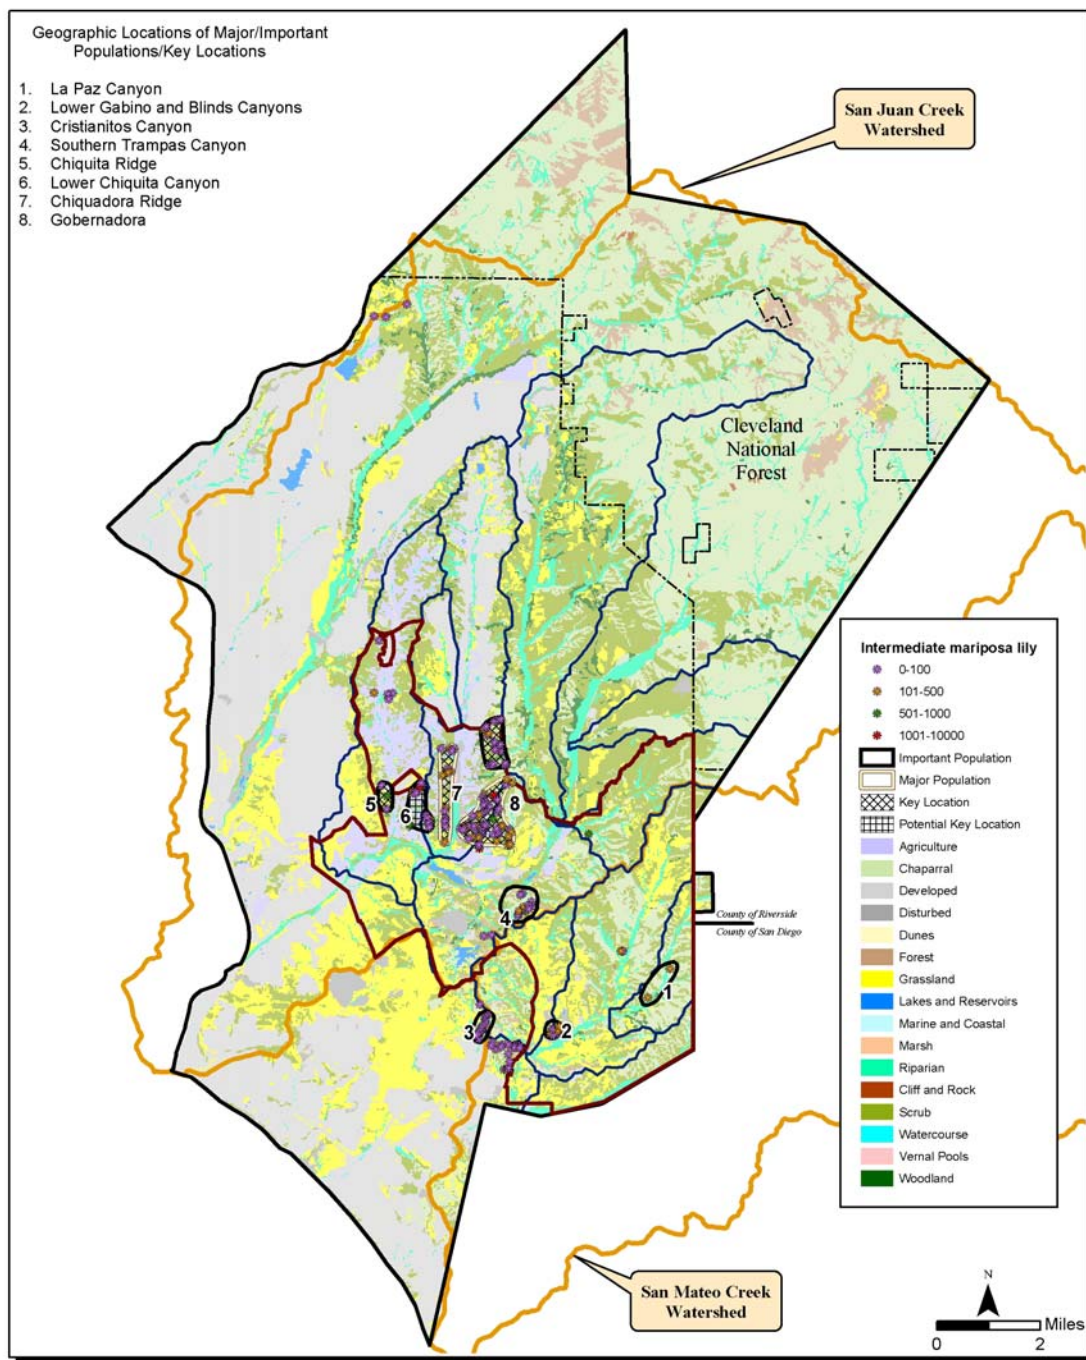 Geographic Locations of Major/Important
Populations/Key Locations
1. La Paz Canyon
2. Lower Gabino and Blinds Canyons
3. Cristianitos Canyon
4. Southern Trampas Canyon
5. Chiquita Ridge
6. Lower Chiquita Canyon
7. Chiquadora Ridge
8. Gobernadora
San Juan Creek
Watershed
Cleveland
National
Forest
Intermediate mariposa lily
0-100
101-500
501-1000
1001-10000
Important Population
Major Population
Key Location
Potential Key Location
Agriculture
Chaparral
Developed
Disturbed
Dunes
Forest
Grassland
Lakes and Reservoirs
Marine and Coastal
Marsh
Riparian
Cliff and Rock
Scrub
Watercourse
Vernal Pools
Woodland
5
6
7
8
4
County of Riverside
County of San Diego
1
3
2
San Mateo Creek
Watershed
N
Miles
0 2